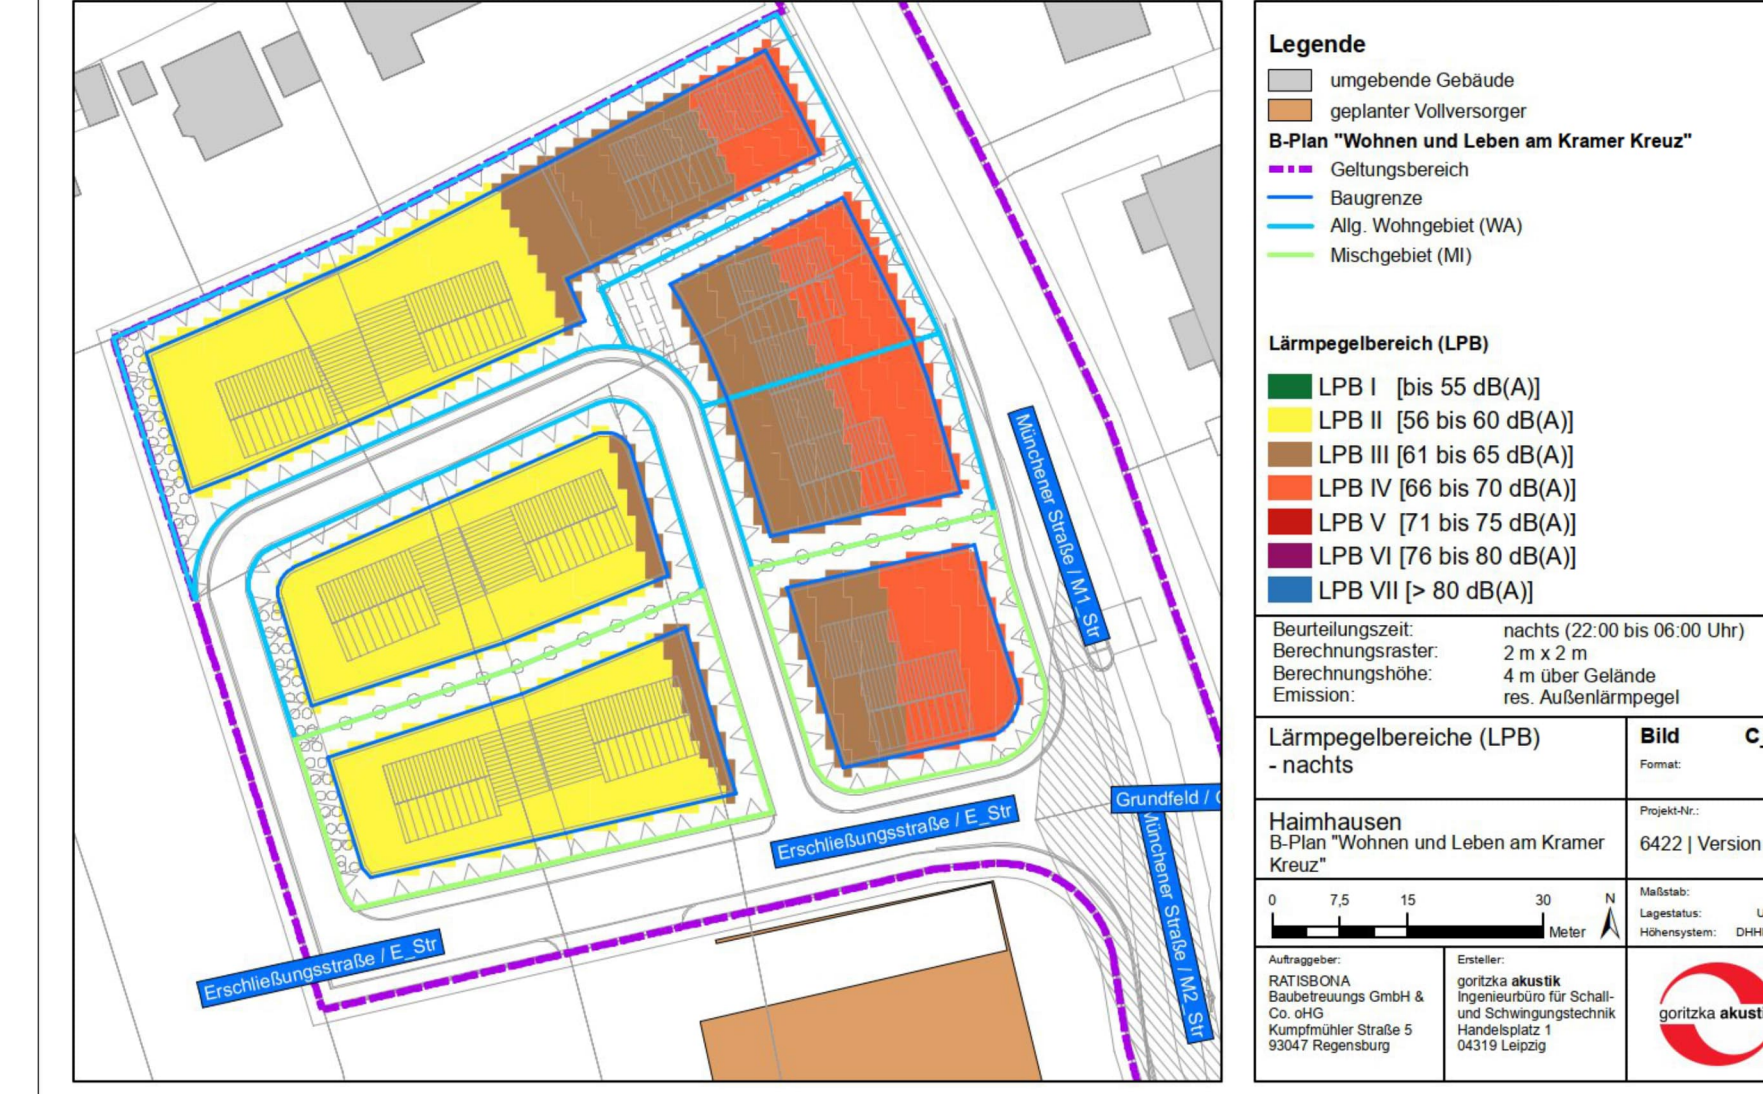 Legende
umgebende Gebäude
geplanter Vollversorger
B-Plan "Wohnen und Leben am Kramer Kreuz"
Geltungsbereich
Baugrenze
Allg. Wohngebiet (WA)
Mischgebiet (MI)
Lärmpegelbereich (LPB)
LPB I [bis 55 dB(A)]
LPB II [56 bis 60 dB(A)]
LPB III [61 bis 65 dB(A)]
LPB IV [66 bis 70 dB(A)]
LPB V [71 bis 75 dB(A)]
LPB VI [76 bis 80 dB(A)]
LPB VII [> 80 dB(A)]
Beurteilungszeit: nachts (22:00 bis 06:00 Uhr)
Berechnungsraster: 2 m x 2 m
Berechnungshöhe: 4 m über Gelände
Emission: res. Außenlärmpegel
Lärmpegelbereiche (LPB)
- nachts
Bild C_
Format:
Haimhausen
B-Plan "Wohnen und Leben am Kramer
Kreuz"
Projekt-Nr.:
6422 | Version
0 7,5 15 30
Meter
N
Maßstab:
Lagestatus: U
Höhensystem: DHH
Auftraggeber:
RATISBONA
Baubetreuungs GmbH &
Co. oHG
Kumpfmühler Straße 5
93047 Regensburg
Ersteller:
goritzka akustik
Ingenieurbüro für Schall-
und Schwingungstechnik
Handelsplatz 1
04319 Leipzig
goritzka akusti
Münchener Straße / M1_Str
Grundfeld /
Erschließungsstraße / E_Str
Münchener Straße / M2_Str
Erschließungsstraße / E_Str